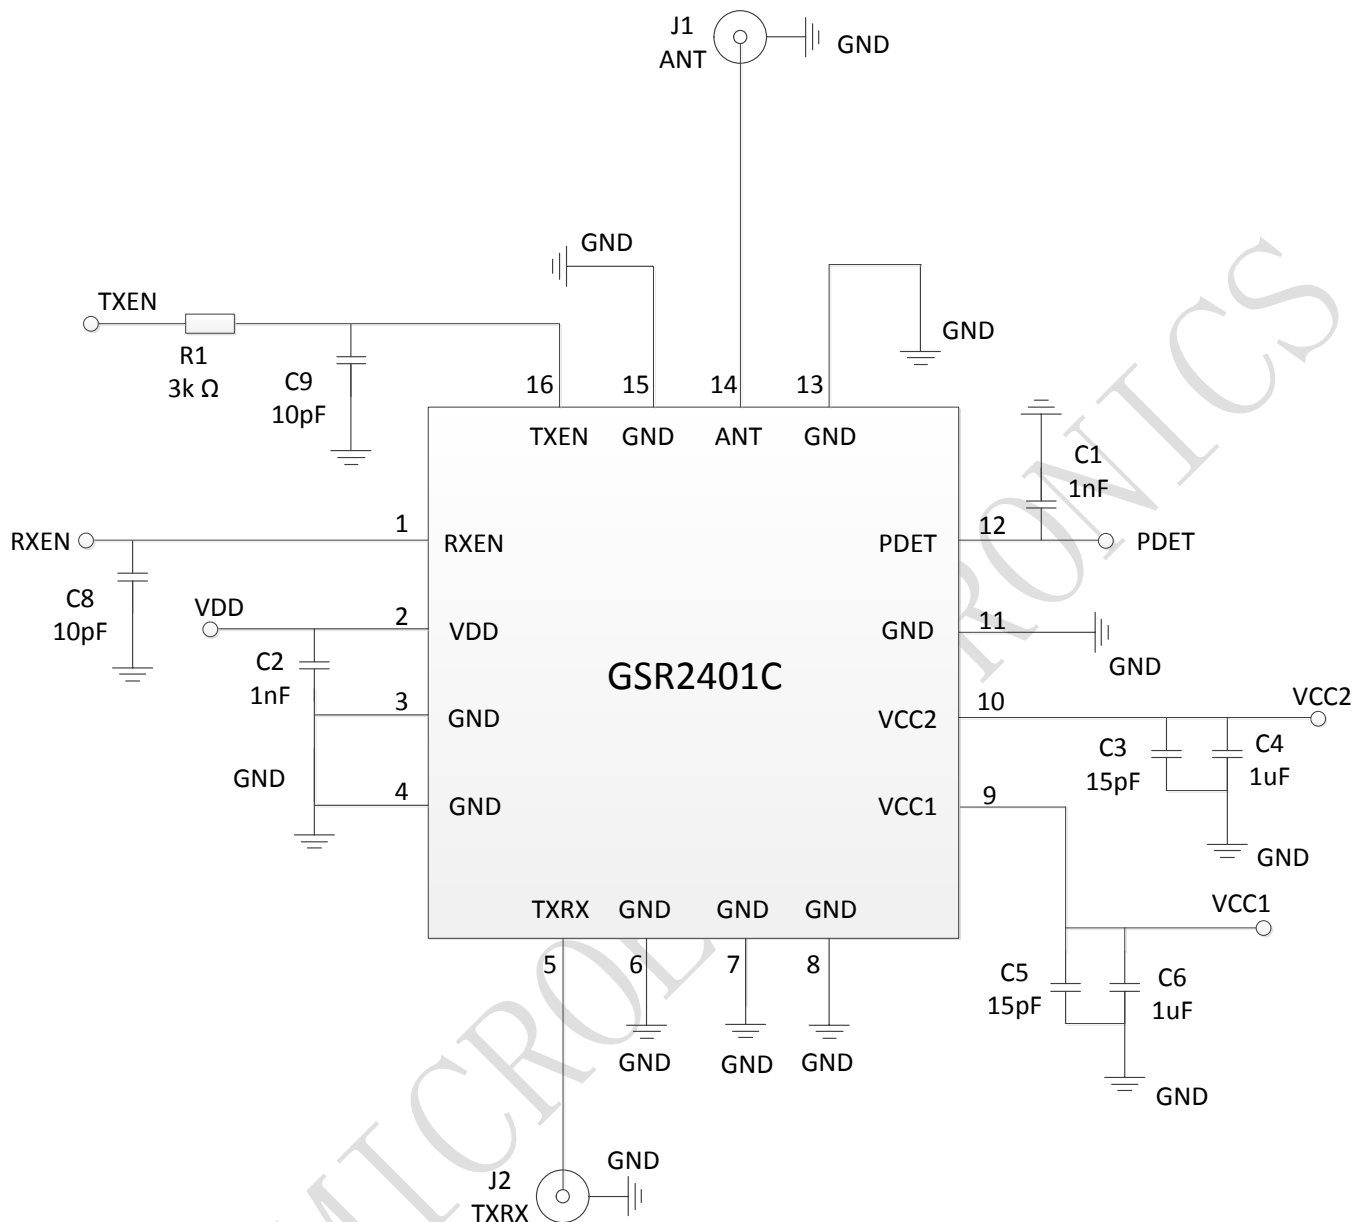 J1
ANT
GND
GND
TXEN
R1
3k Ω
C9
10pF
GND
16
15
14
13
TXEN
GND
ANT
GND
C1
1nF
RXEN
1
RXEN
PDET
12
PDET
C8
10pF
VDD
2
VDD
GND
11
GND
C2
1nF
GSR2401C
3
GND
VCC2
10
VCC2
C3
15pF
C4
1uF
GND
4
GND
VCC1
9
GND
TXRX
GND
GND
GND
VCC1
5
6
7
8
C5
15pF
C6
1uF
GND
GND
GND
GND
J2
TXRX
GND